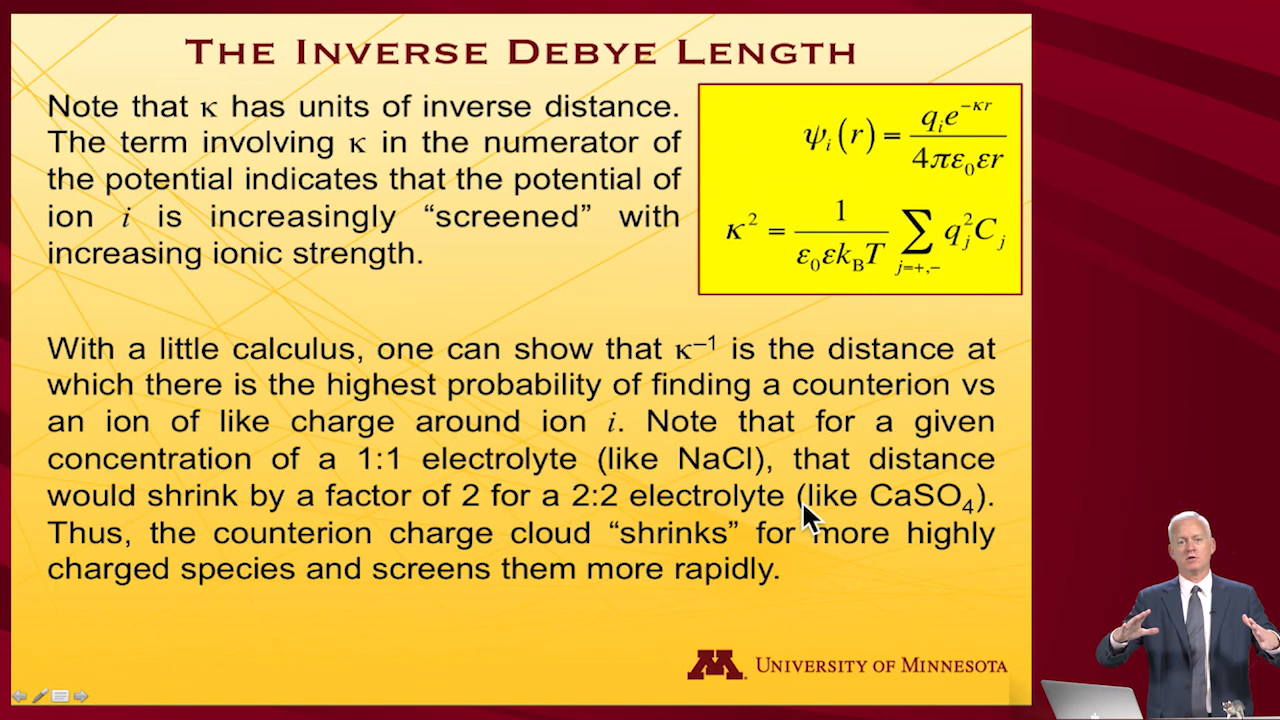 THE INVERSE DEBYE LENGTH
Note that κ has units of inverse distance.
The term involving κ in the numerator of
the potential indicates that the potential of
ion i is increasingly “screened” with
increasing ionic strength.
ψᵢ(r) = qᵢe^(−κr) / 4πε₀εr
κ² = 1 / ε₀εk_BT ∑_(j=+,−) q_j²C_j
With a little calculus, one can show that κ⁻¹ is the distance at
which there is the highest probability of finding a counterion vs
an ion of like charge around ion i. Note that for a given
concentration of a 1:1 electrolyte (like NaCl), that distance
would shrink by a factor of 2 for a 2:2 electrolyte (like CaSO₄).
Thus, the counterion charge cloud “shrinks” for more highly
charged species and screens them more rapidly.
M UNIVERSITY OF MINNESOTA